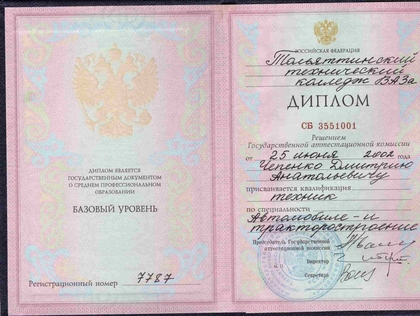 ДИПЛОМ ЯВЛЯЕТСЯ
ГОСУДАРСТВЕННЫМ ДОКУМЕНТОМ
О СРЕДНЕМ ПРОФЕССИОНАЛЬНОМ
ОБРАЗОВАНИИ
БАЗОВЫЙ УРОВЕНЬ
Регистрационный номер 7787
РОССИЙСКАЯ ФЕДЕРАЦИЯ
Тольяттинский
технический
колледж ВАЗа
ДИПЛОМ
СБ 3551001
Решением
Государственной аттестационной комиссии
от 25 июня 2002 года
Чепенко Дмитрию
Анатольевичу
присваивается квалификация
техник
по специальности
Автомобиле- и
тракторостроение
Председатель Государственной
аттестационной комиссии
Директор
Секретарь